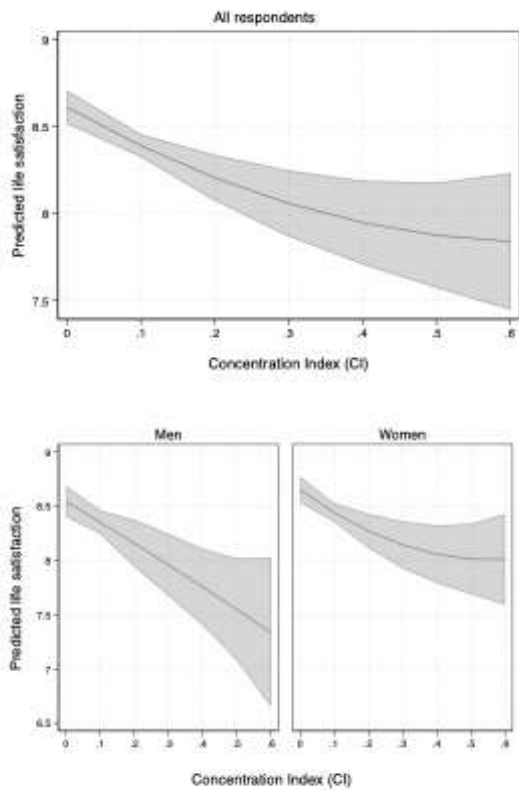 All respondents
Predicted life satisfaction
9
8.5
8
7.5
0 .1 .2 .3 .4 .5 .6
Concentration Index (CI)
Men Women
Predicted life satisfaction
9
8.5
8
7.5
7
6.5
0 .1 .2 .3 .4 .5 .6 0 .1 .2 .3 .4 .5 .6
Concentration Index (CI)